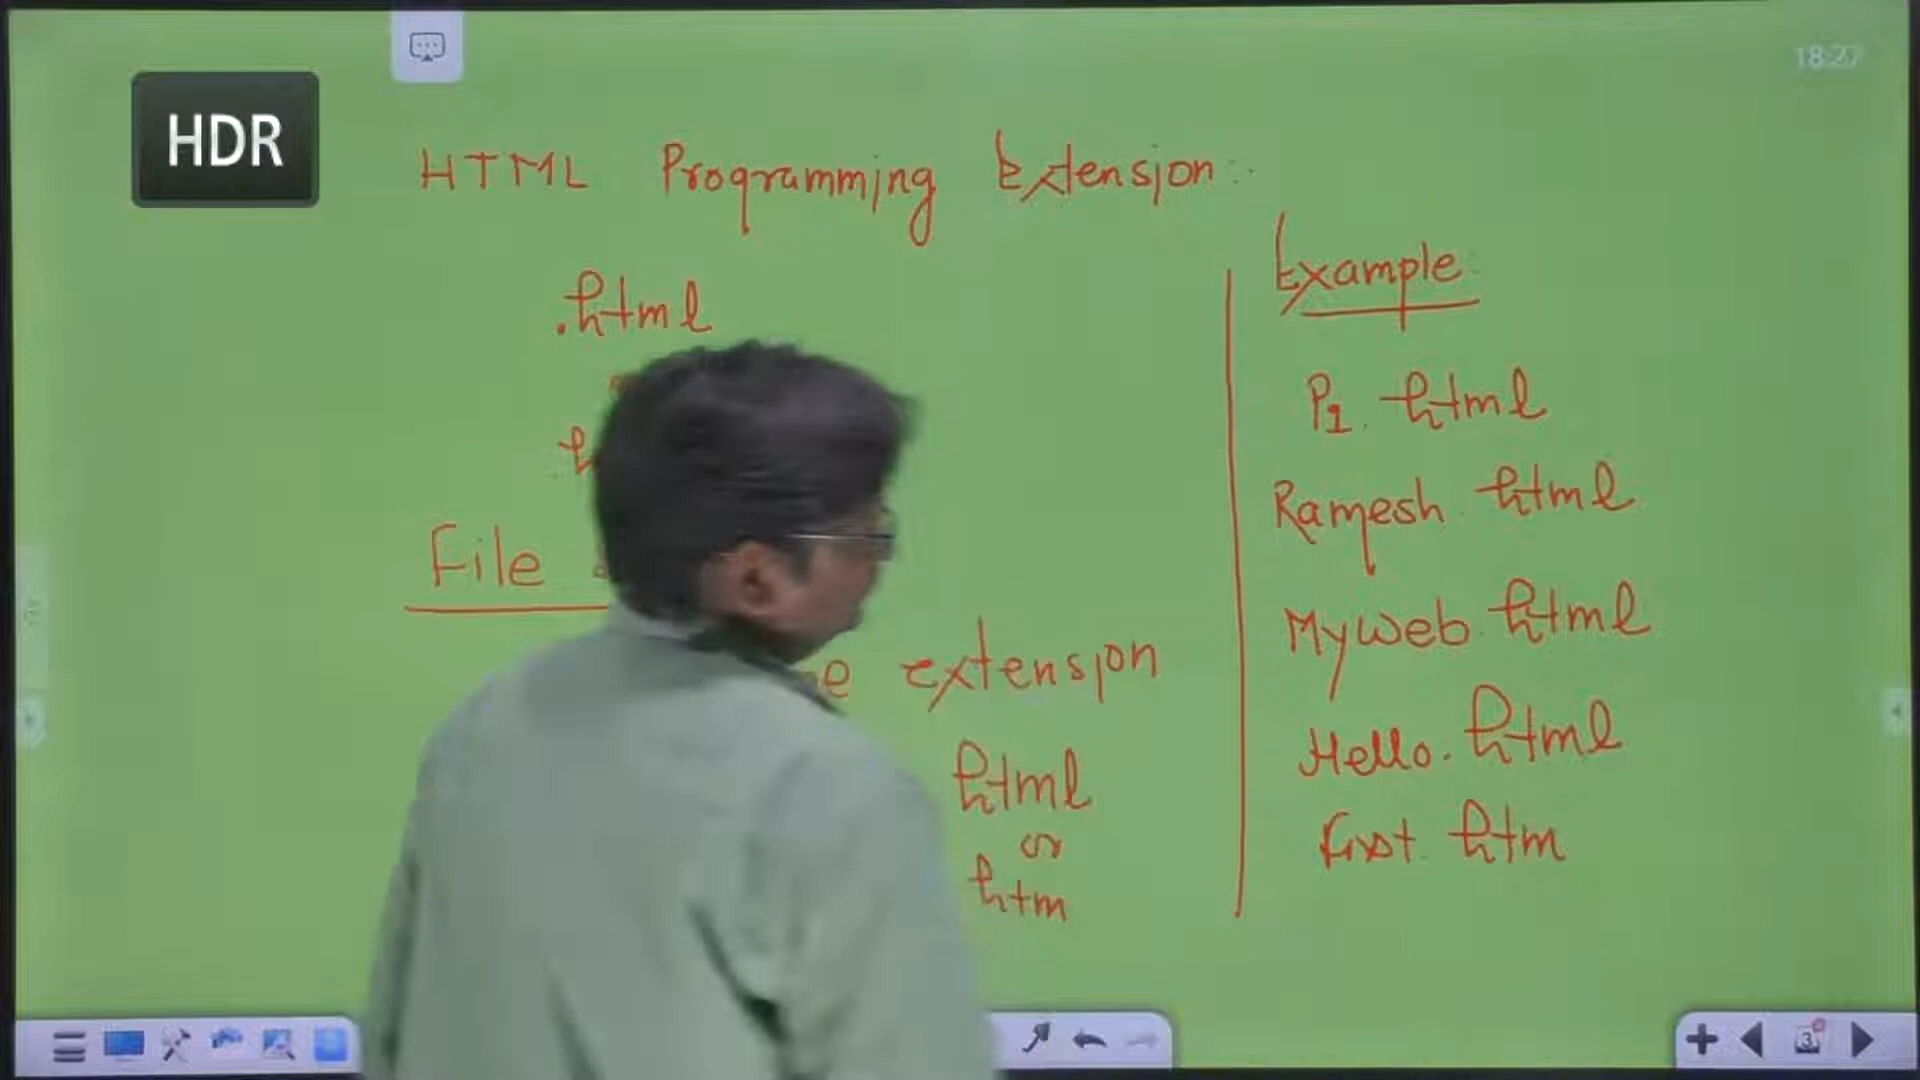 18:27
HDR
HTML Programming Extension:
.html
File
extension
html
or
htm
Example
P1.html
Ramesh.html
Myweb.html
Hello.html
First.htm